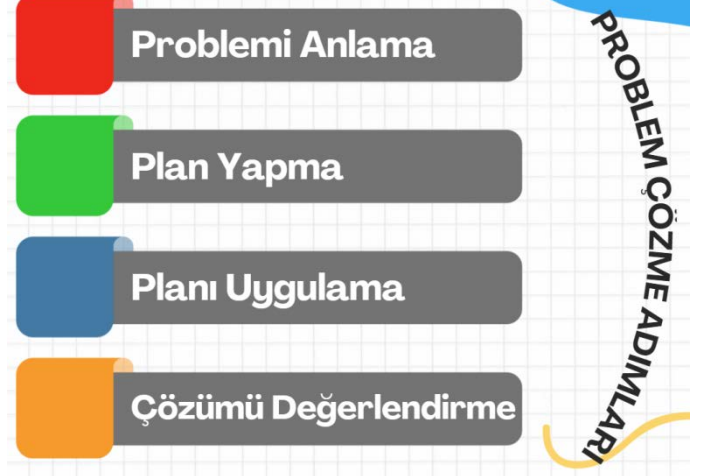 Problemi Anlama
Plan Yapma
Planı Uygulama
Çözümü Değerlendirme
PROBLEM ÇÖZME ADIMLARI